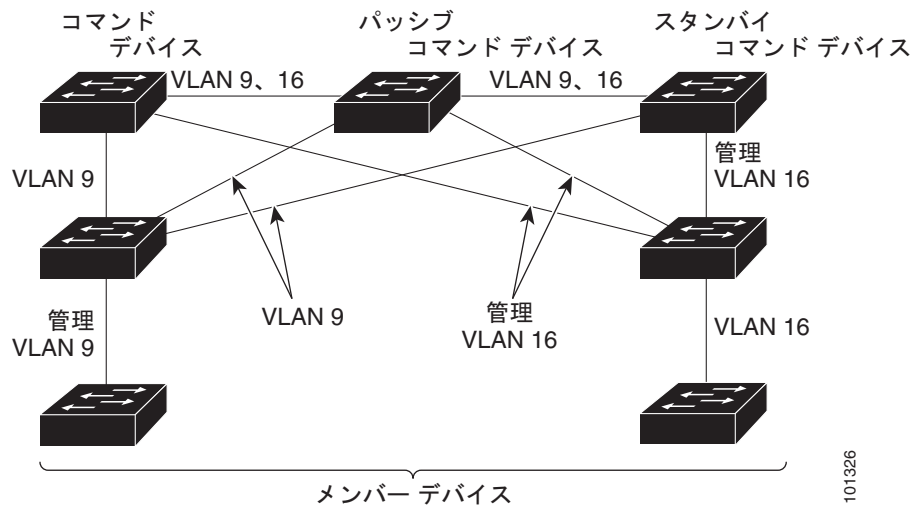 コマンド
デバイス
パッシブ
コマンド デバイス
スタンバイ
コマンド デバイス
VLAN 9、16
VLAN 9、16
VLAN 9
管理
VLAN 16
管理
VLAN 9
VLAN 9
管理
VLAN 16
VLAN 16
メンバー デバイス
101326